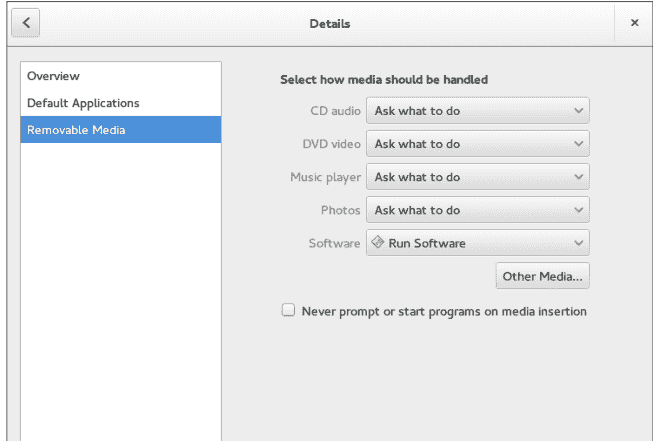 Details
Overview
Default Applications
Removable Media
Select how media should be handled
CD audio Ask what to do
DVD video Ask what to do
Music player Ask what to do
Photos Ask what to do
Software Run Software
Other Media...
Never prompt or start programs on media insertion